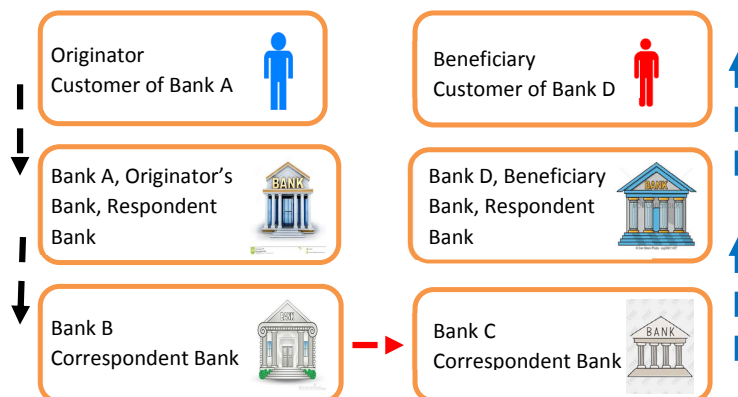 Originator
Customer of Bank A
Beneficiary
Customer of Bank D
Bank A, Originator’s
Bank, Respondent
Bank
BANK
Bank D, Beneficiary
Bank, Respondent
Bank
BANK
Bank B
Correspondent Bank
BANK
Bank C
Correspondent Bank
BANK